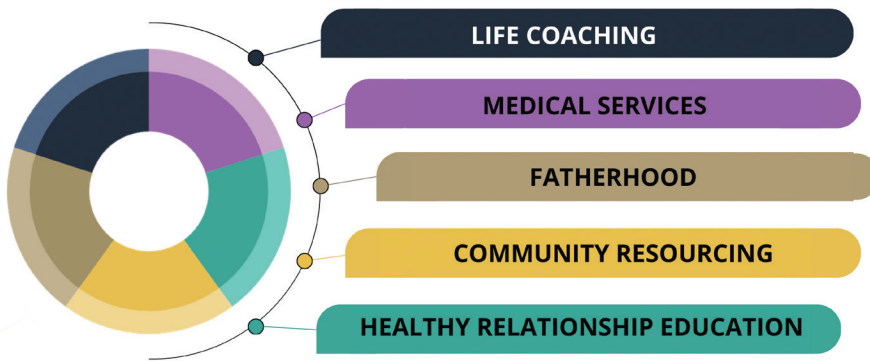 LIFE COACHING
MEDICAL SERVICES
FATHERHOOD
COMMUNITY RESOURCING
HEALTHY RELATIONSHIP EDUCATION